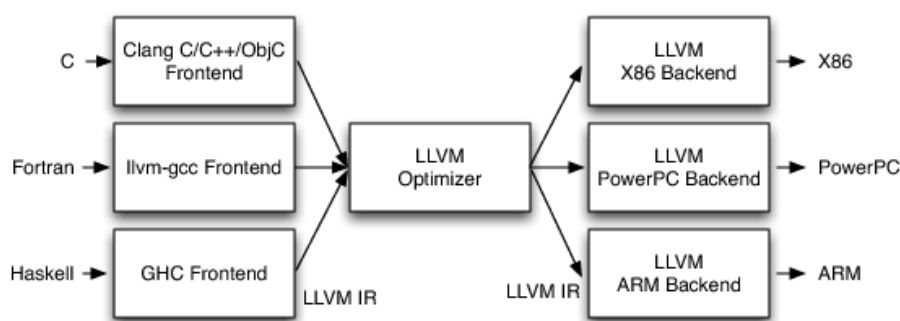 C
Clang C/C++/ObjC
Frontend
LLVM
X86 Backend
X86
Fortran
llvm-gcc Frontend
LLVM
Optimizer
LLVM
PowerPC Backend
PowerPC
Haskell
GHC Frontend
LLVM IR
LLVM IR
LLVM
ARM Backend
ARM